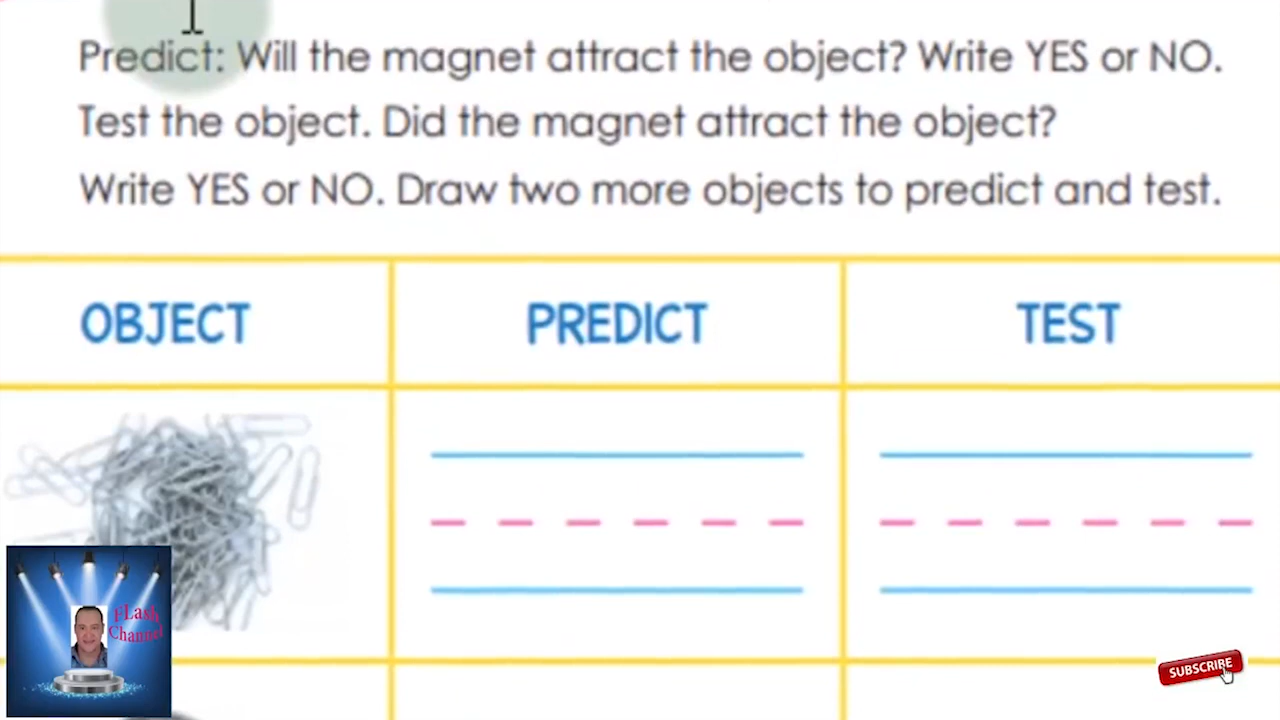 Predict: Will the magnet attract the object? Write YES or NO.
Test the object. Did the magnet attract the object?
Write YES or NO. Draw two more objects to predict and test.
OBJECT
PREDICT
TEST
FLash
Channel
SUBSCRIBE